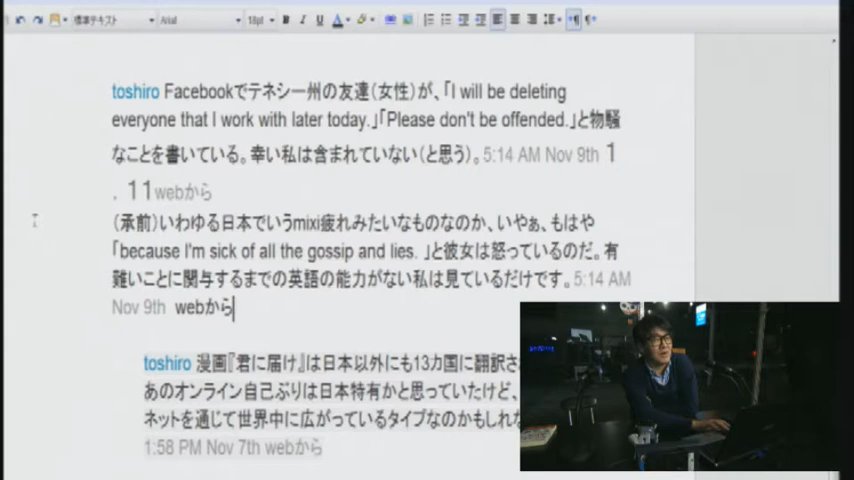 標準テキスト Arial 18pt B I U A
toshiro Facebookでテネシー州の友達（女性）が、「I will be deleting
everyone that I work with later today.」「Please don't be offended.」と物騒
なことを書いている。幸い私は含まれていない（と思う）。5:14 AM Nov 9th 1
. 11webから
（承前）いわゆる日本でいうmixi疲れみたいなものなのか、いやぁ、もはや
「because I'm sick of all the gossip and lies. 」と彼女は怒っているのだ。有
難いことに関与するまでの英語の能力がない私は見ているだけです。5:14 AM
Nov 9th webから
toshiro 漫画『君に届け』は日本以外にも13カ国に翻訳さ
あのオンライン自己ぶりは日本特有かと思っていたけど、
ネットを通じて世界中に広がっているタイプなのかもしれな
1:58 PM Nov 7th webから